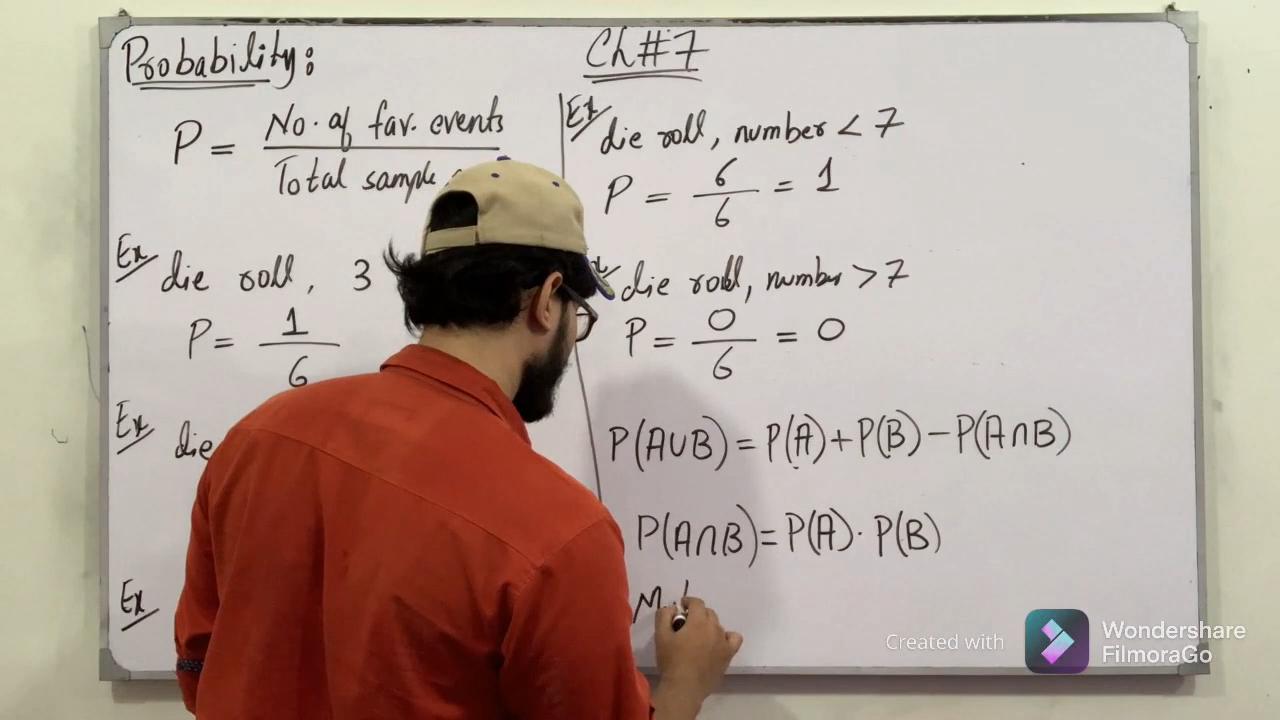 Probability:
P = No. of fav. events
Total sample
Ex die roll, 3
P = 1
6
Ex die
Ex
Ch#7
Ex die roll, number < 7
P = 6/6 = 1
die roll, number > 7
P = 0/6 = 0
P(A∪B) = P(A)+P(B)−P(A∩B)
P(A∩B) = P(A)·P(B)
M
Created with Wondershare
FilmoraGo